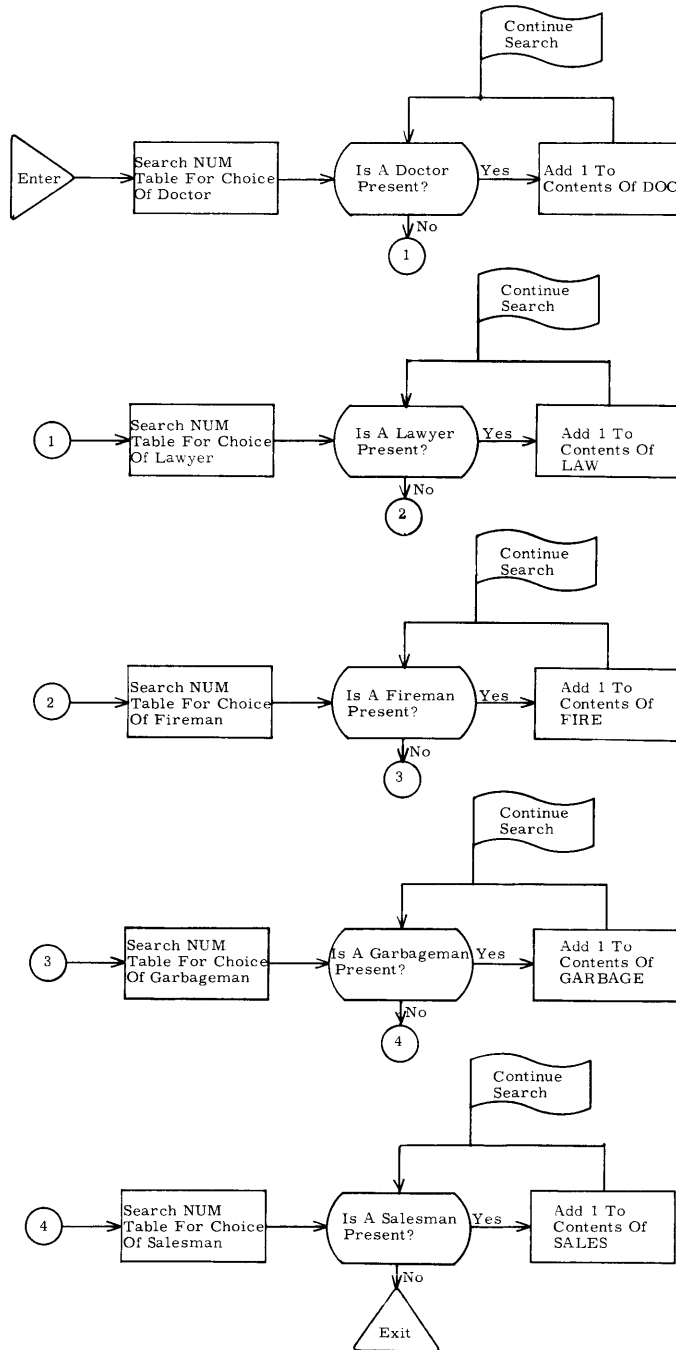 Continue
Search
Enter
Search NUM
Table For Choice
Of Doctor
Is A Doctor
Present?
Yes
Add 1 To
Contents Of DOC
No
1
Continue
Search
1
Search NUM
Table For Choice
Of Lawyer
Is A Lawyer
Present?
Yes
Add 1 To
Contents Of
LAW
No
2
Continue
Search
2
Search NUM
Table For Choice
Of Fireman
Is A Fireman
Present?
Yes
Add 1 To
Contents Of
FIRE
No
3
Continue
Search
3
Search NUM
Table For Choice
Of Garbageman
Is A Garbageman
Present?
Yes
Add 1 To
Contents Of
GARBAGE
No
4
Continue
Search
4
Search NUM
Table For Choice
Of Salesman
Is A Salesman
Present?
Yes
Add 1 To
Contents Of
SALES
No
Exit